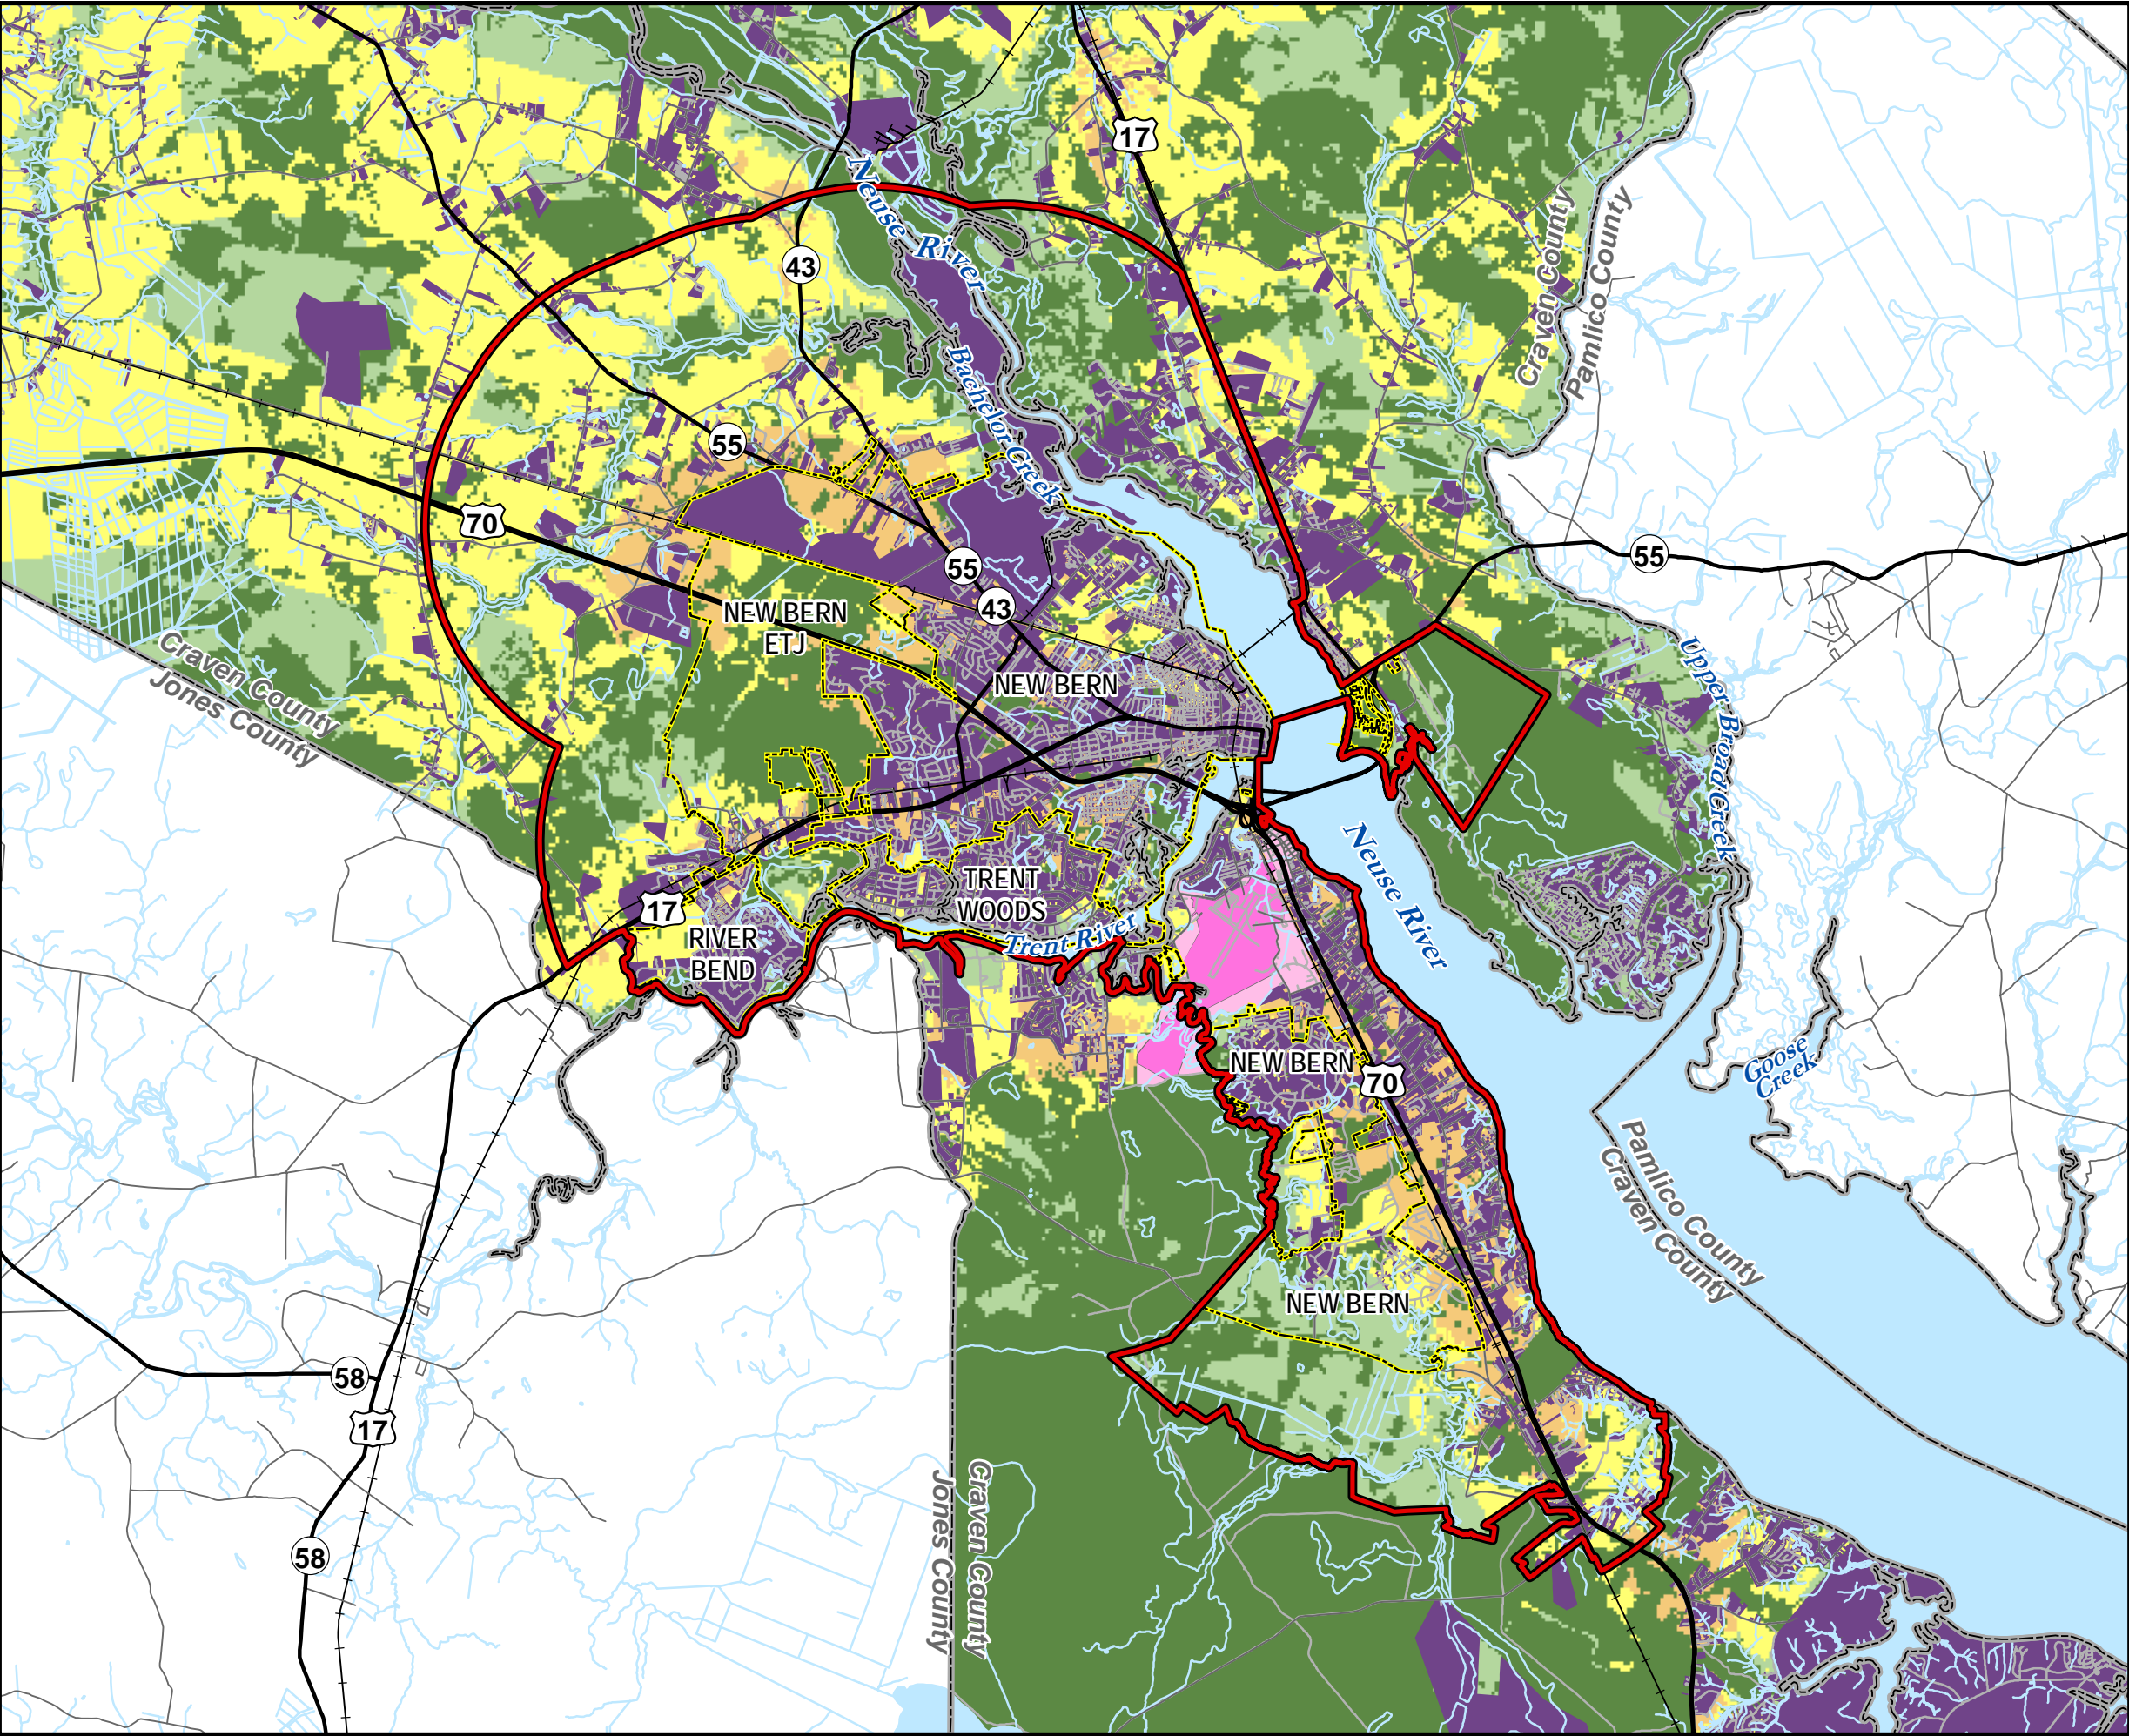 17
Neuse River
43
Craven County
Pamlico County
Bachelor Creek
55
70
55
55
43
NEW BERN
ETJ
NEW BERN
Craven County
Jones County
Upper Broad Creek
Neuse River
TRENT
WOODS
17
RIVER
BEND
Trent River
Goose
Creek
NEW BERN
70
Pamlico County
Craven County
NEW BERN
58
17
Craven County
Jones County
58